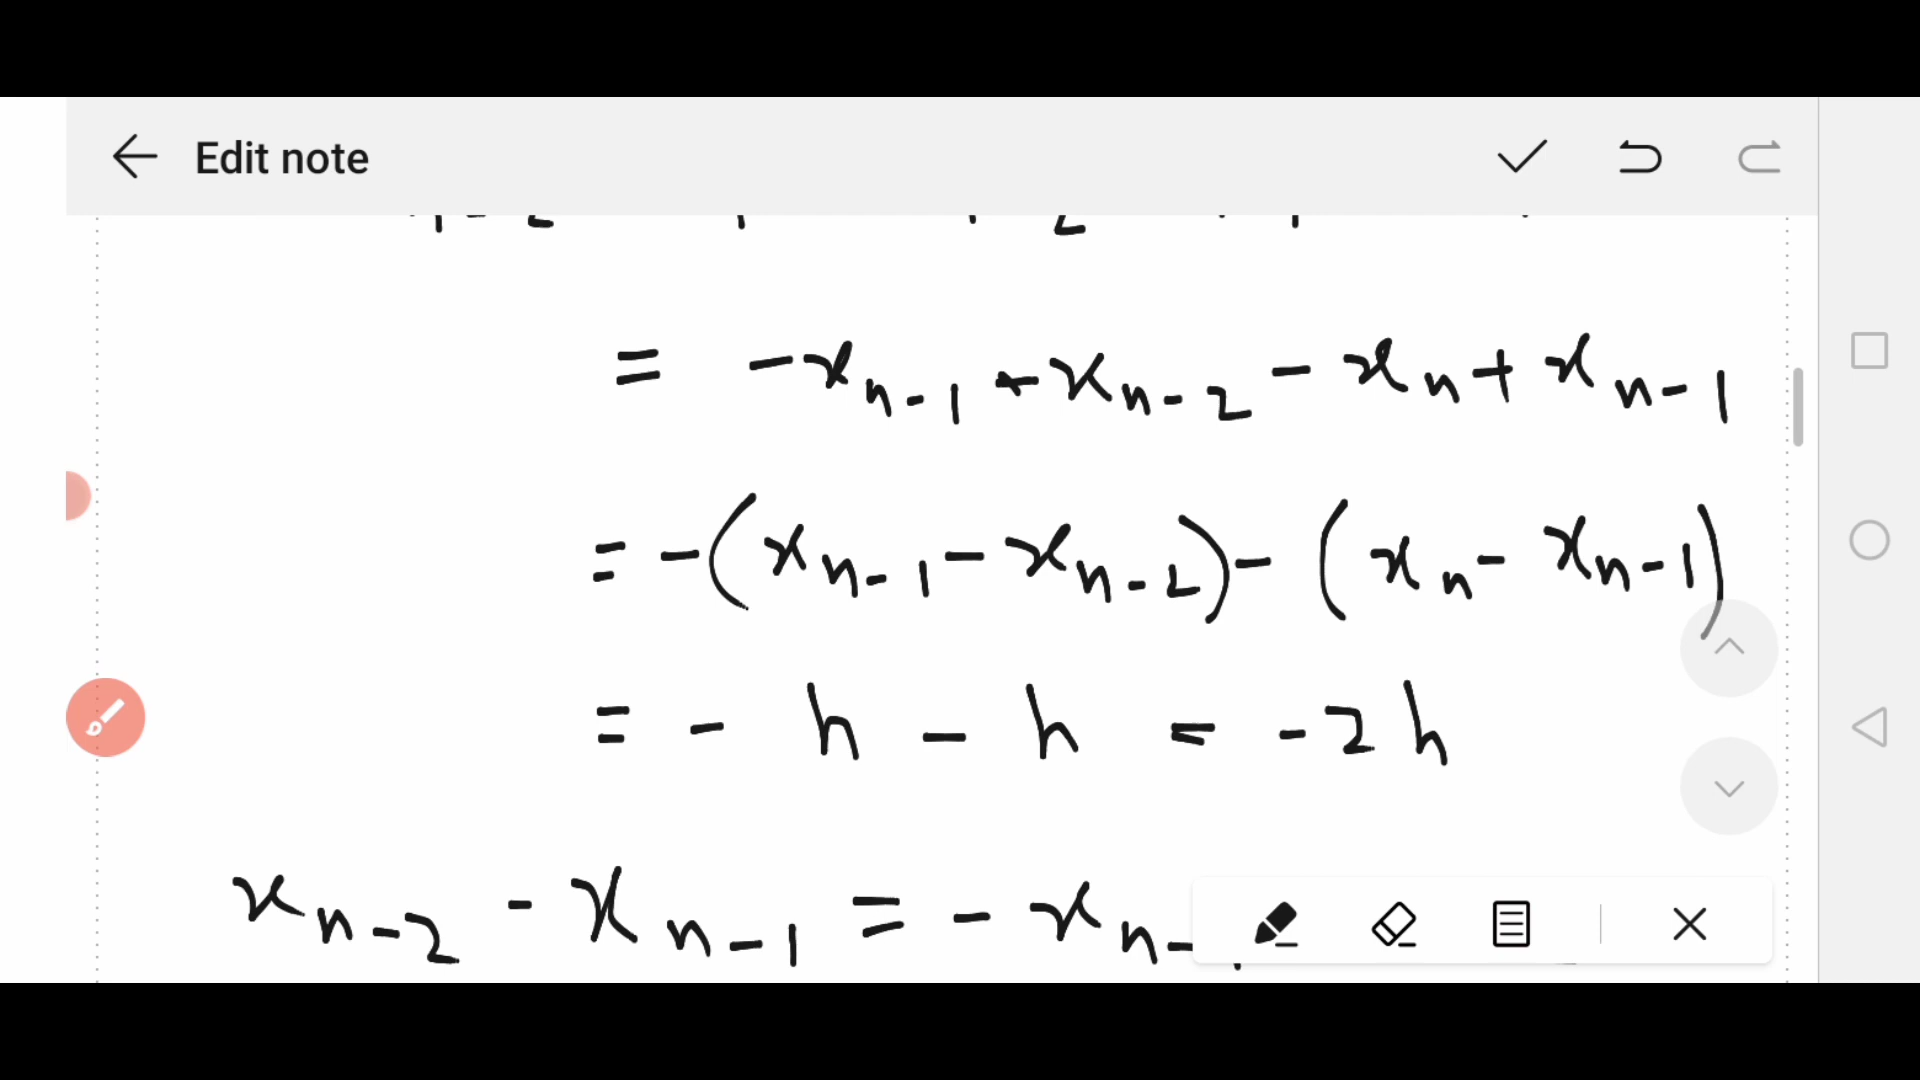 Edit note
= -x_{n-1} + x_{n-2} - x_n + x_{n-1}
= -(x_{n-1} - x_{n-2}) - (x_n - x_{n-1})
= - h - h = -2h
x_{n-2} - x_{n-1} = - x_{n-